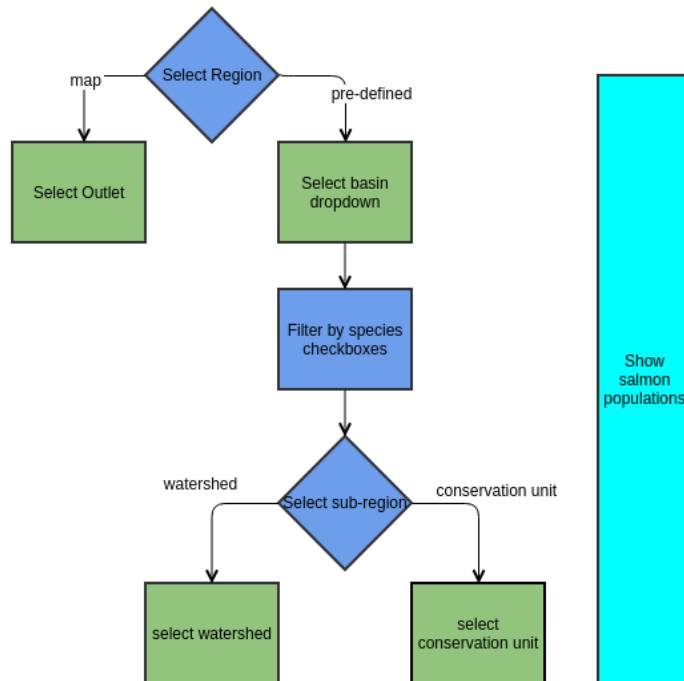 Select Region
map
pre-defined
Select Outlet
Select basin
dropdown
Filter by species
checkboxes
Show
salmon
populations
watershed
conservation unit
Select sub-region
select watershed
select
conservation unit